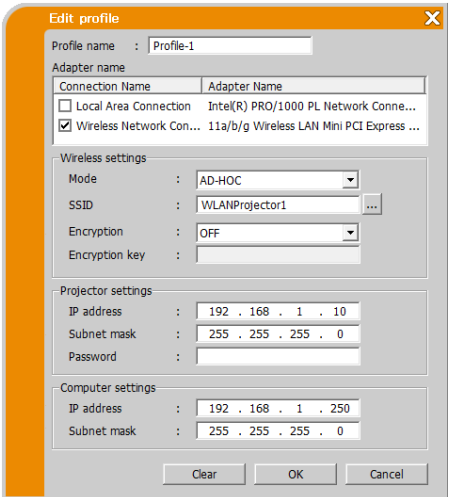 Edit profile
Profile name : Profile-1
Adapter name
Connection Name Adapter Name
Local Area Connection Intel(R) PRO/1000 PL Network Conne...
Wireless Network Con... 11a/b/g Wireless LAN Mini PCI Express ...
Wireless settings
Mode : AD-HOC
SSID : WLANProjector1 ...
Encryption : OFF
Encryption key :
Projector settings
IP address : 192 . 168 . 1 . 10
Subnet mask : 255 . 255 . 255 . 0
Password :
Computer settings
IP address : 192 . 168 . 1 . 250
Subnet mask : 255 . 255 . 255 . 0
Clear OK Cancel